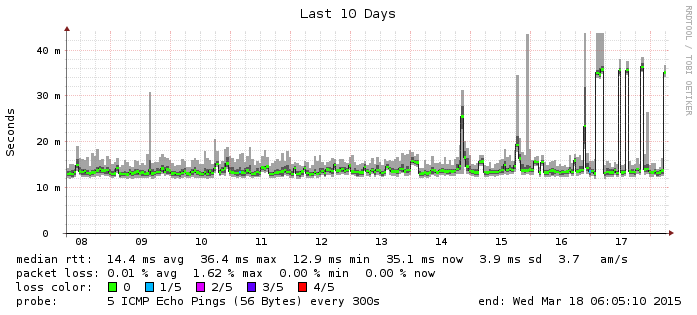 Last 10 Days
RRDTOOL / TOBI OETIKER
Seconds
40 m
30 m
20 m
10 m
0
08 09 10 11 12 13 14 15 16 17
median rtt: 14.4 ms avg 36.4 ms max 12.9 ms min 35.1 ms now 3.9 ms sd 3.7 am/s
packet loss: 0.01 % avg 1.62 % max 0.00 % min 0.00 % now
loss color: 0 1/5 2/5 3/5 4/5
probe: 5 ICMP Echo Pings (56 Bytes) every 300s end: Wed Mar 18 06:05:10 2015